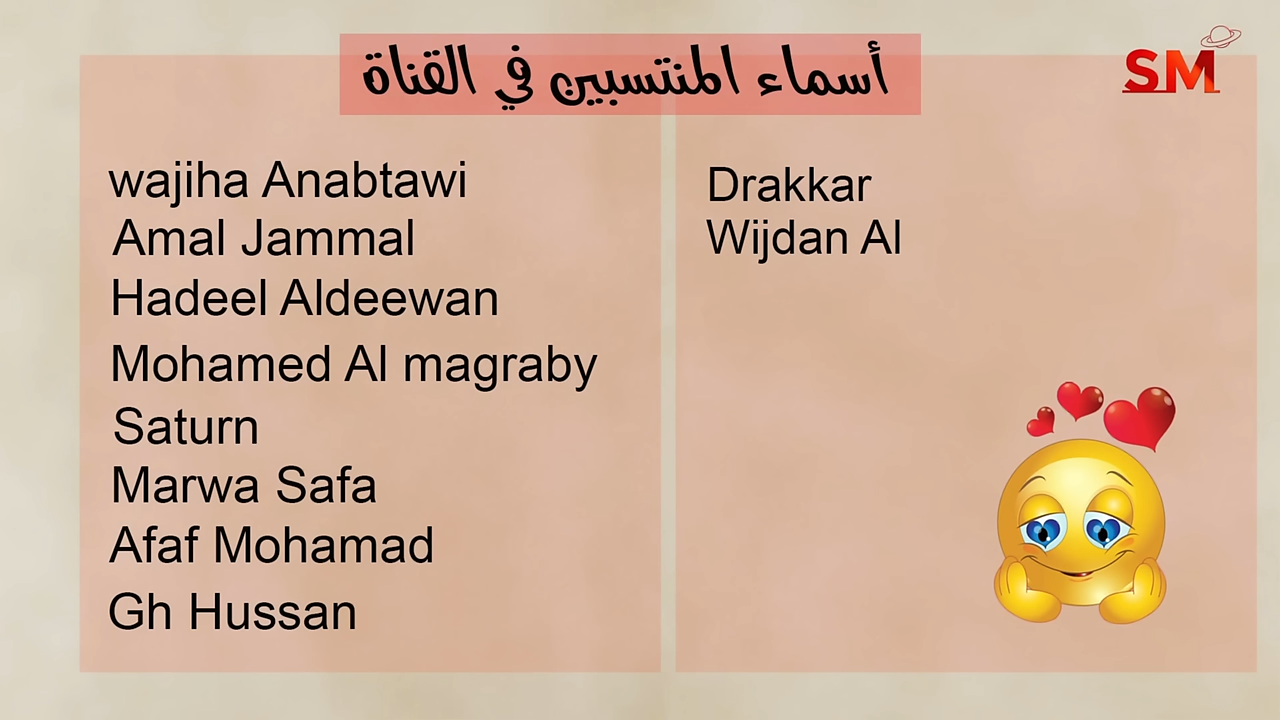 أسماء المنتسبين في القناة
SM
wajiha Anabtawi
Amal Jammal
Hadeel Aldeewan
Mohamed Al magraby
Saturn
Marwa Safa
Afaf Mohamad
Gh Hussan
Drakkar
Wijdan Al